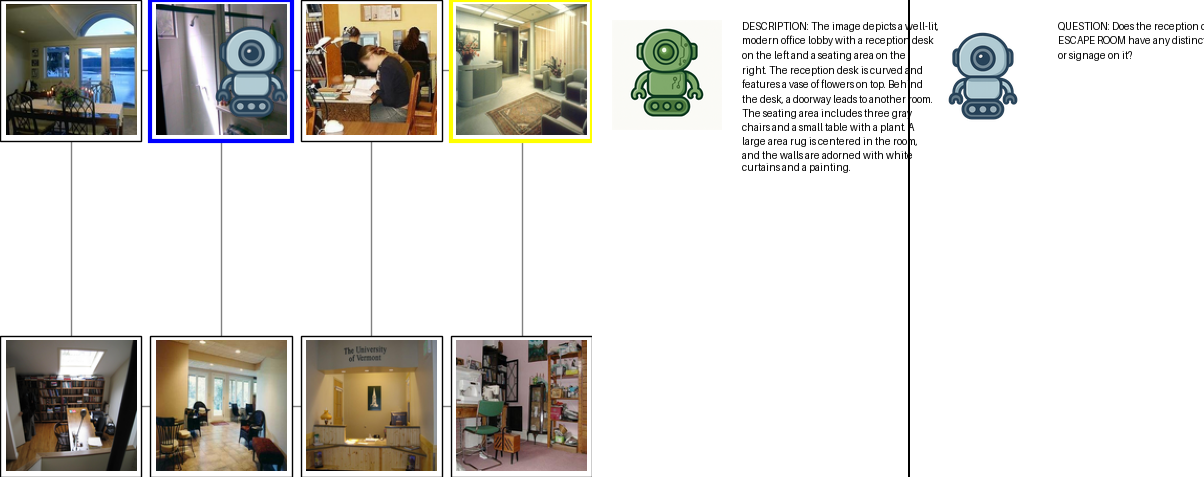 DESCRIPTION: The image depicts a well-lit,
modern office lobby with a reception desk
on the left and a seating area on the
right. The reception desk is curved and
features a vase of flowers on top. Behind
the desk, a doorway leads to another room.
The seating area includes three gray
chairs and a small table with a plant. A
large area rug is centered in the room,
and the walls are adorned with white
curtains and a painting.
QUESTION: Does the reception
ESCAPE ROOM have any distinc
or signage on it?
The University
of Vermont